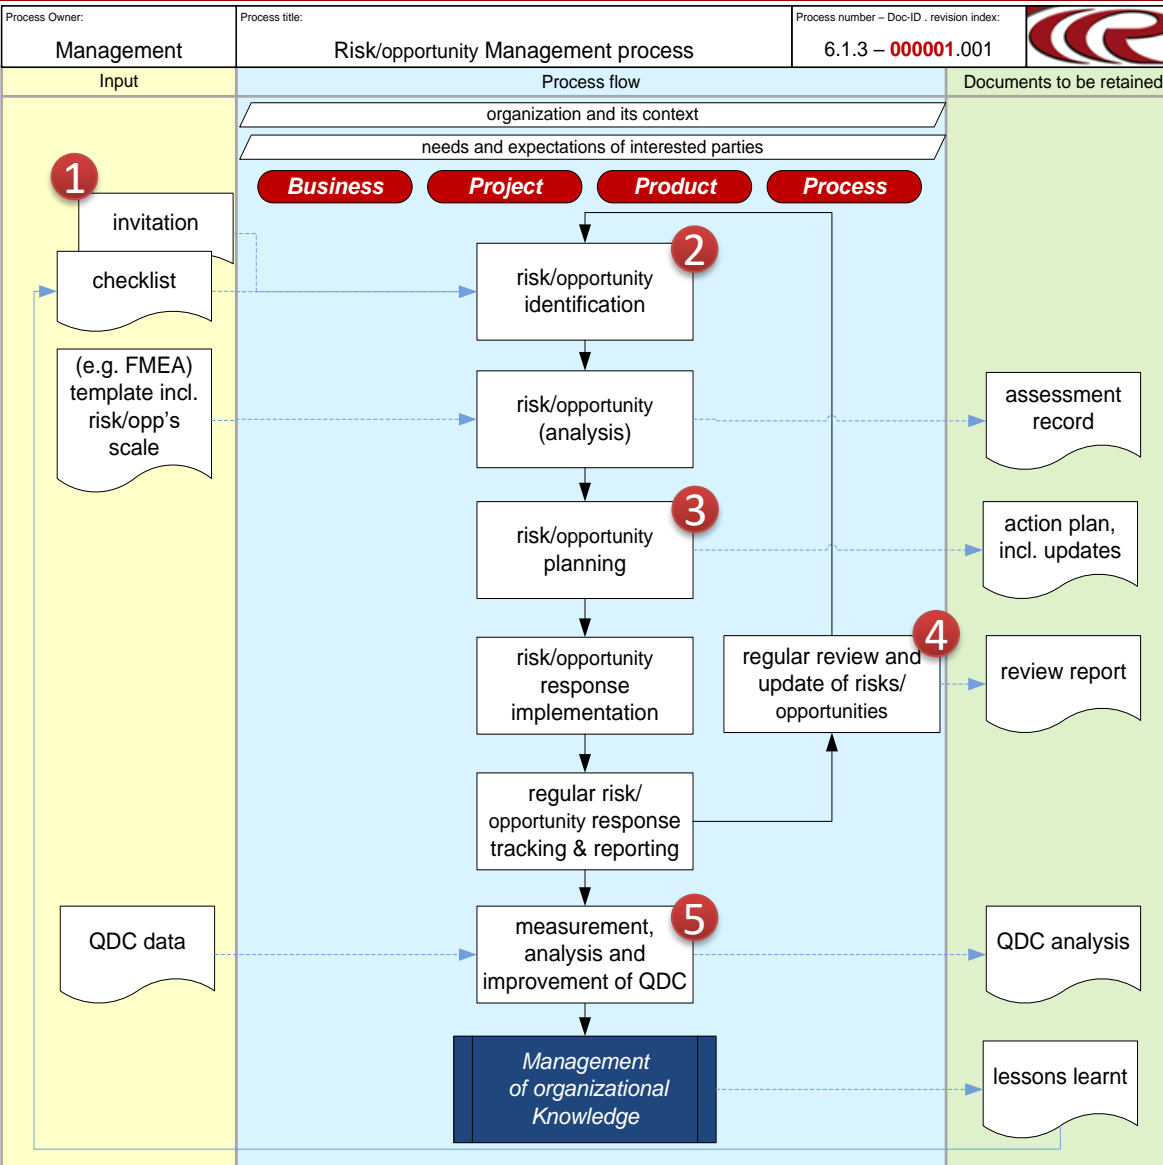 Process Owner:
Management
Process title:
Risk/opportunity Management process
Process number – Doc-ID . revision index:
6.1.3 – 000001.001
CCR
Input
Process flow
Documents to be retained
organization and its context
needs and expectations of interested parties
Business
Project
Product
Process
1
invitation
checklist
2
risk/opportunity
identification
(e.g. FMEA)
template incl.
risk/opp's
scale
risk/opportunity
(analysis)
assessment
record
3
risk/opportunity
planning
action plan,
incl. updates
risk/opportunity
response
implementation
4
regular review and
update of risks/
opportunities
review report
regular risk/
opportunity response
tracking & reporting
QDC data
5
measurement,
analysis and
improvement of QDC
QDC analysis
Management
of organizational
Knowledge
lessons learnt